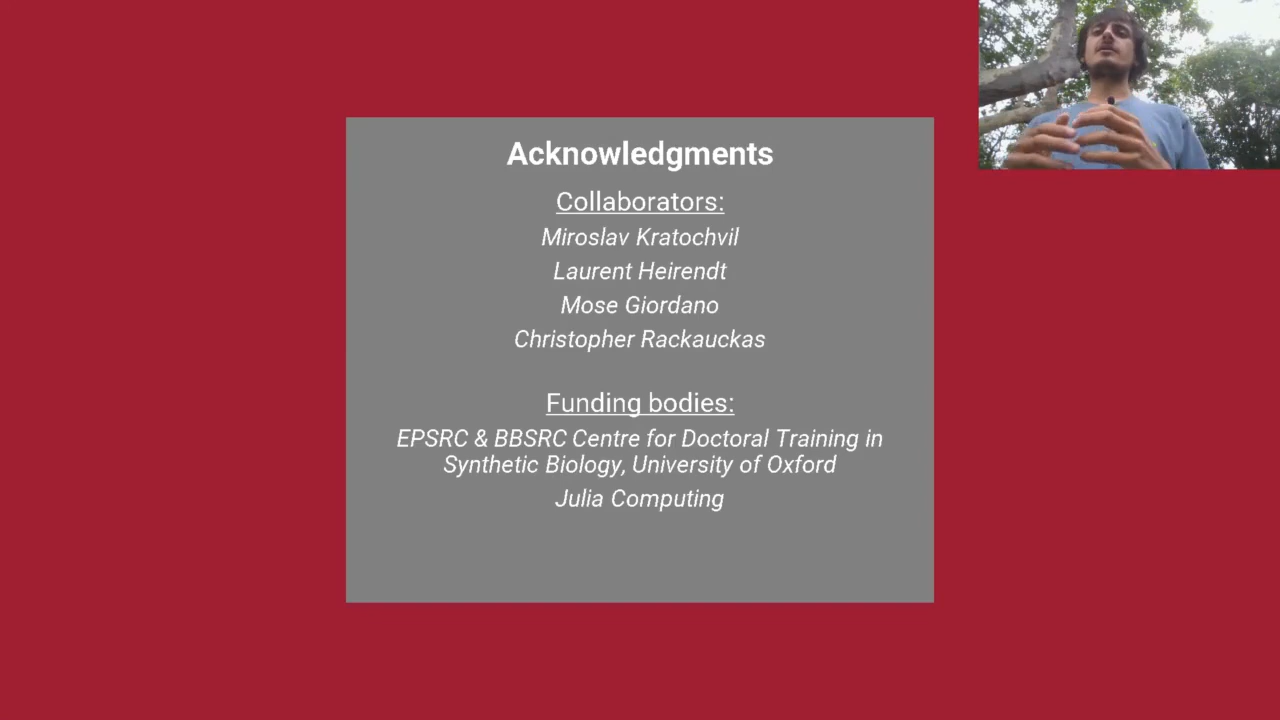 Acknowledgments
Collaborators:
Miroslav Kratochvil
Laurent Heirendt
Mose Giordano
Christopher Rackauckas
Funding bodies:
EPSRC & BBSRC Centre for Doctoral Training in
Synthetic Biology, University of Oxford
Julia Computing